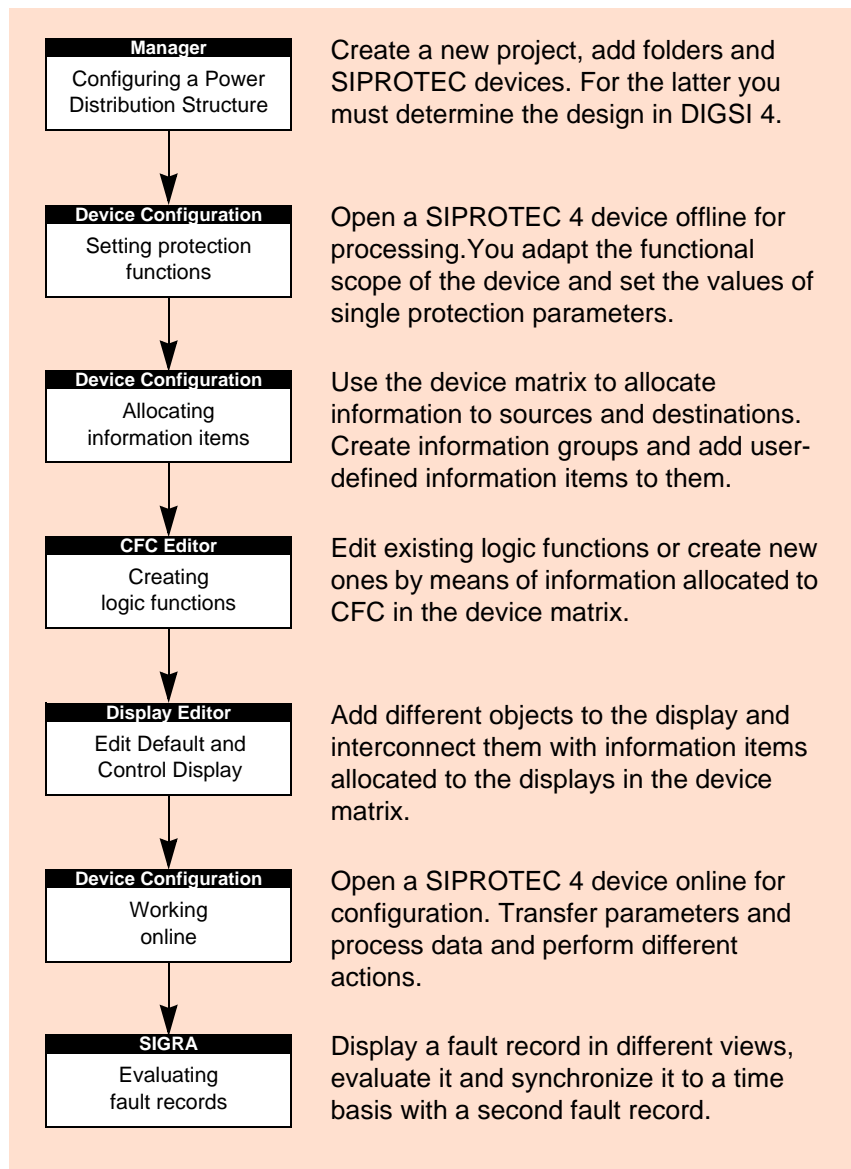 Manager
Configuring a Power
Distribution Structure
Create a new project, add folders and
SIPROTEC devices. For the latter you
must determine the design in DIGSI 4.
Device Configuration
Setting protection
functions
Open a SIPROTEC 4 device offline for
processing.You adapt the functional
scope of the device and set the values of
single protection parameters.
Device Configuration
Allocating
information items
Use the device matrix to allocate
information to sources and destinations.
Create information groups and add user-
defined information items to them.
CFC Editor
Creating
logic functions
Edit existing logic functions or create new
ones by means of information allocated to
CFC in the device matrix.
Display Editor
Edit Default and
Control Display
Add different objects to the display and
interconnect them with information items
allocated to the displays in the device
matrix.
Device Configuration
Working
online
Open a SIPROTEC 4 device online for
configuration. Transfer parameters and
process data and perform different
actions.
SIGRA
Evaluating
fault records
Display a fault record in different views,
evaluate it and synchronize it to a time
basis with a second fault record.